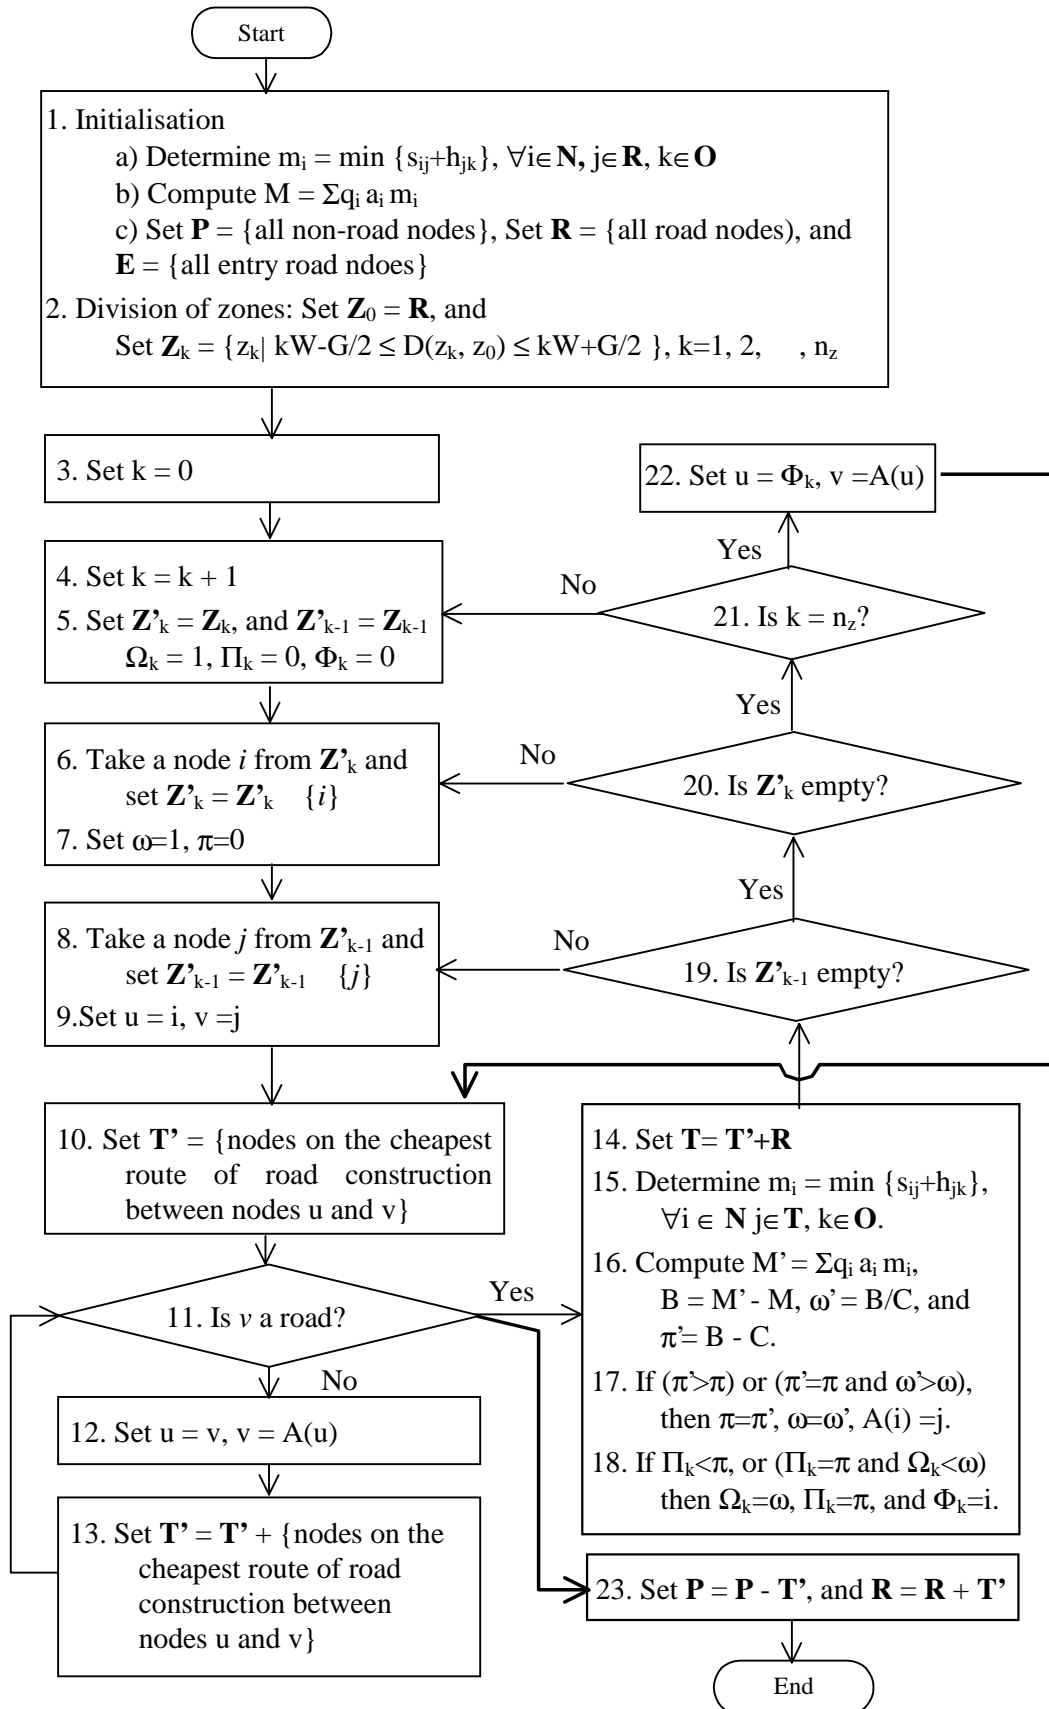 Start
1. Initialisation
a) Determine mᵢ = min {sᵢⱼ+hⱼₖ}, ∀i∈N, j∈R, k∈O
b) Compute M = Σqᵢ aᵢ mᵢ
c) Set P = {all non-road nodes}, Set R = {all road nodes), and
E = {all entry road ndoes}
2. Division of zones: Set Z₀ = R, and
Set Zₖ = {zₖ| kW-G/2 ≤ D(zₖ, z₀) ≤ kW+G/2 }, k=1, 2, , n_z
3. Set k = 0
4. Set k = k + 1
5. Set Z'ₖ = Zₖ, and Z'ₖ₋₁ = Zₖ₋₁
Ωₖ = 1, Πₖ = 0, Φₖ = 0
6. Take a node i from Z'ₖ and
set Z'ₖ = Z'ₖ {i}
7. Set ω=1, π=0
8. Take a node j from Z'ₖ₋₁ and
set Z'ₖ₋₁ = Z'ₖ₋₁ {j}
9.Set u = i, v =j
10. Set T' = {nodes on the cheapest
route of road construction
between nodes u and v}
11. Is v a road?
Yes
No
12. Set u = v, v = A(u)
13. Set T' = T' + {nodes on the
cheapest route of road
construction between
nodes u and v}
14. Set T= T'+R
15. Determine mᵢ = min {sᵢⱼ+hⱼₖ},
∀i ∈ N j∈T, k∈O.
16. Compute M' = Σqᵢ aᵢ mᵢ,
B = M' - M, ω' = B/C, and
π'= B - C.
17. If (π'>π) or (π'=π and ω'>ω),
then π=π', ω=ω', A(i) =j.
18. If Πₖ<π, or (Πₖ=π and Ωₖ<ω)
then Ωₖ=ω, Πₖ=π, and Φₖ=i.
19. Is Z'ₖ₋₁ empty?
No
Yes
20. Is Z'ₖ empty?
No
Yes
21. Is k = n_z?
No
Yes
22. Set u = Φₖ, v =A(u)
23. Set P = P - T', and R = R + T'
End